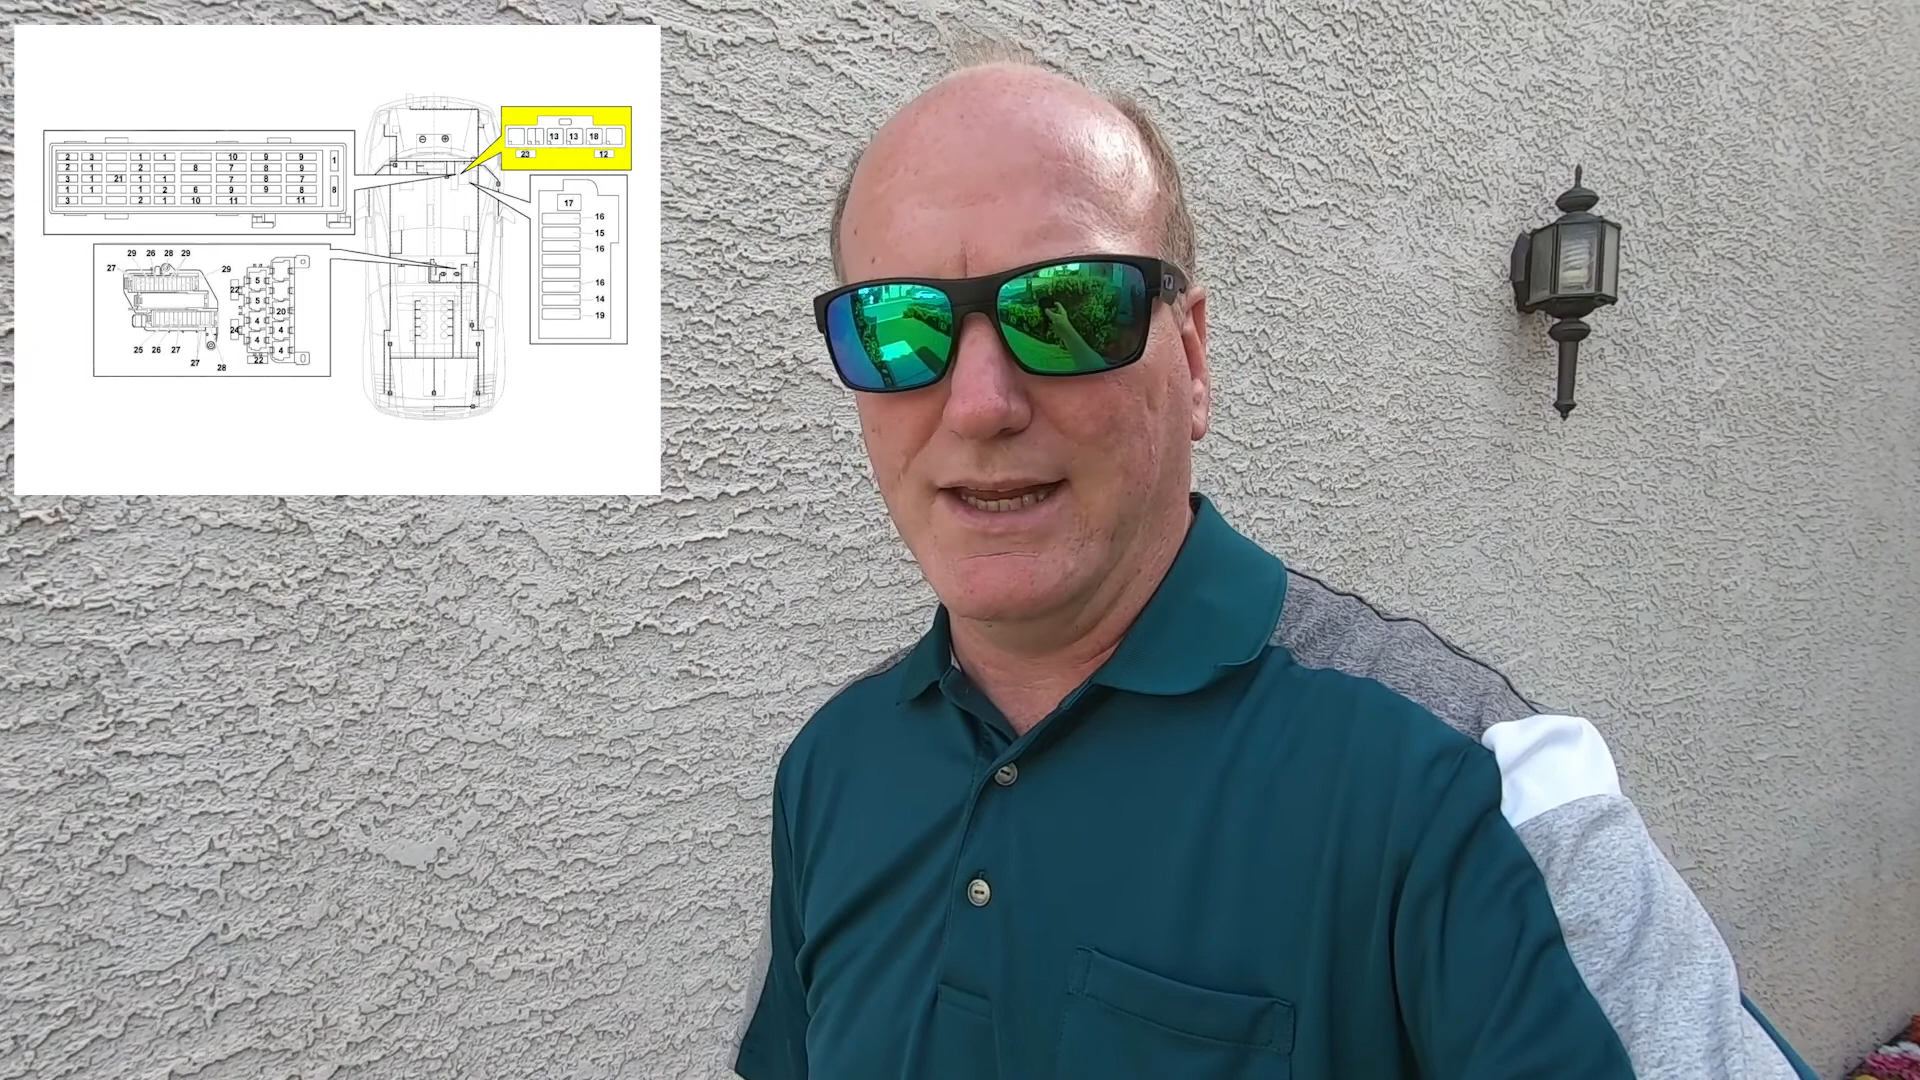 13 13 18
23 12
2 3 1 1 10 9 9 1
2 1 2 8 7 8 9
3 1 21 1 1 7 8 7
1 1 1 2 6 9 9 8 8
3 2 1 10 11 11
17
16
15
16
16
14
19
29 26 28 29
27 29
5
22
5
20
4
24 4
4 4
25 26 27
27 22
28